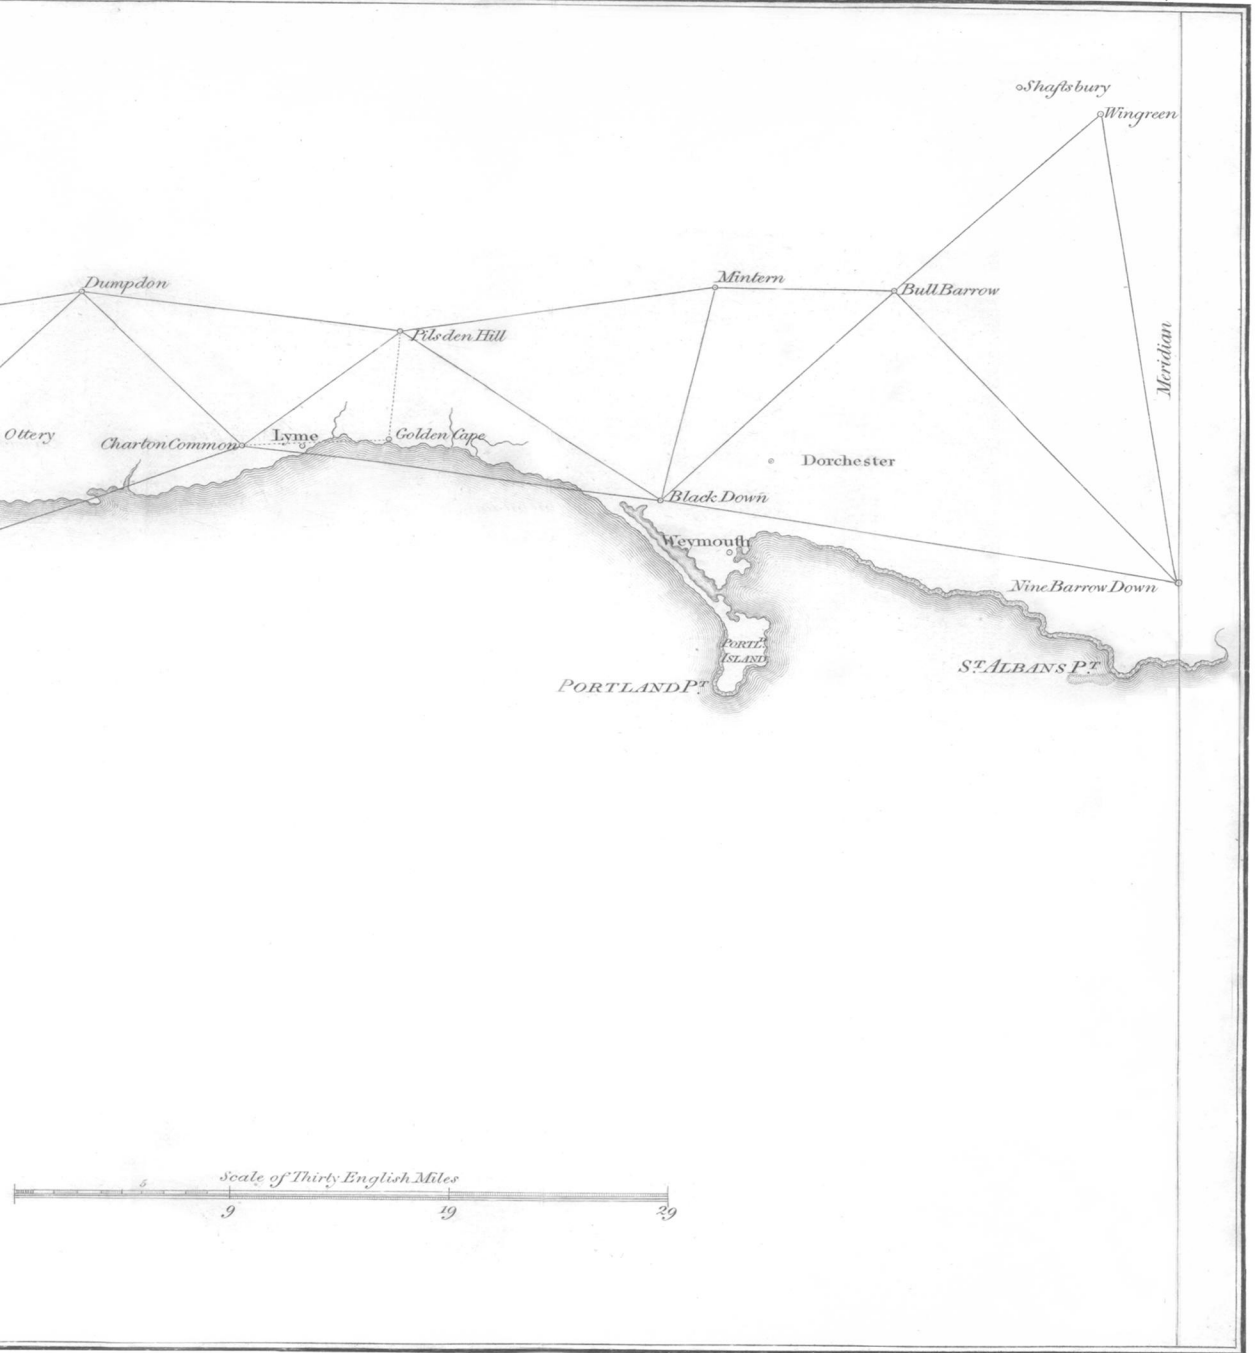 Shaftsbury
Wingreen
Dumpdon
Mintern
Bull Barrow
Pilsden Hill
Meridian
Ottery
Charton Common
Lyme
Golden Cape
Dorchester
Black Down
Weymouth
Nine Barrow Down
PORTLD.
ISLAND
ST. ALBANS PT.
PORTLAND PT.
Scale of Thirty English Miles
5
9 19 29